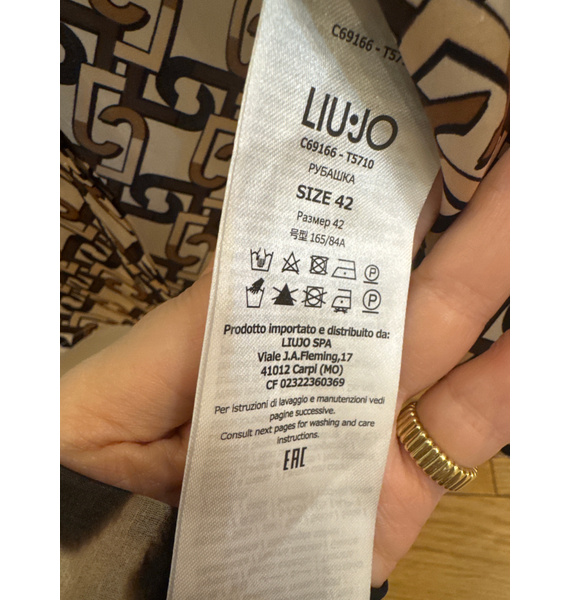 C69166 - T57
LIU·JO
C69166 - T5710
РУБАШКА
SIZE 42
Размер 42
号型 165/84A
P
P
Prodotto importato e distribuito da:
LIUJO SPA
Viale J.A.Fleming,17
41012 Carpi (MO)
CF 02322360369
Per istruzioni di lavaggio e manutenzioni vedi
pagine successive.
Consult next pages for washing and care
instructions.
EAC